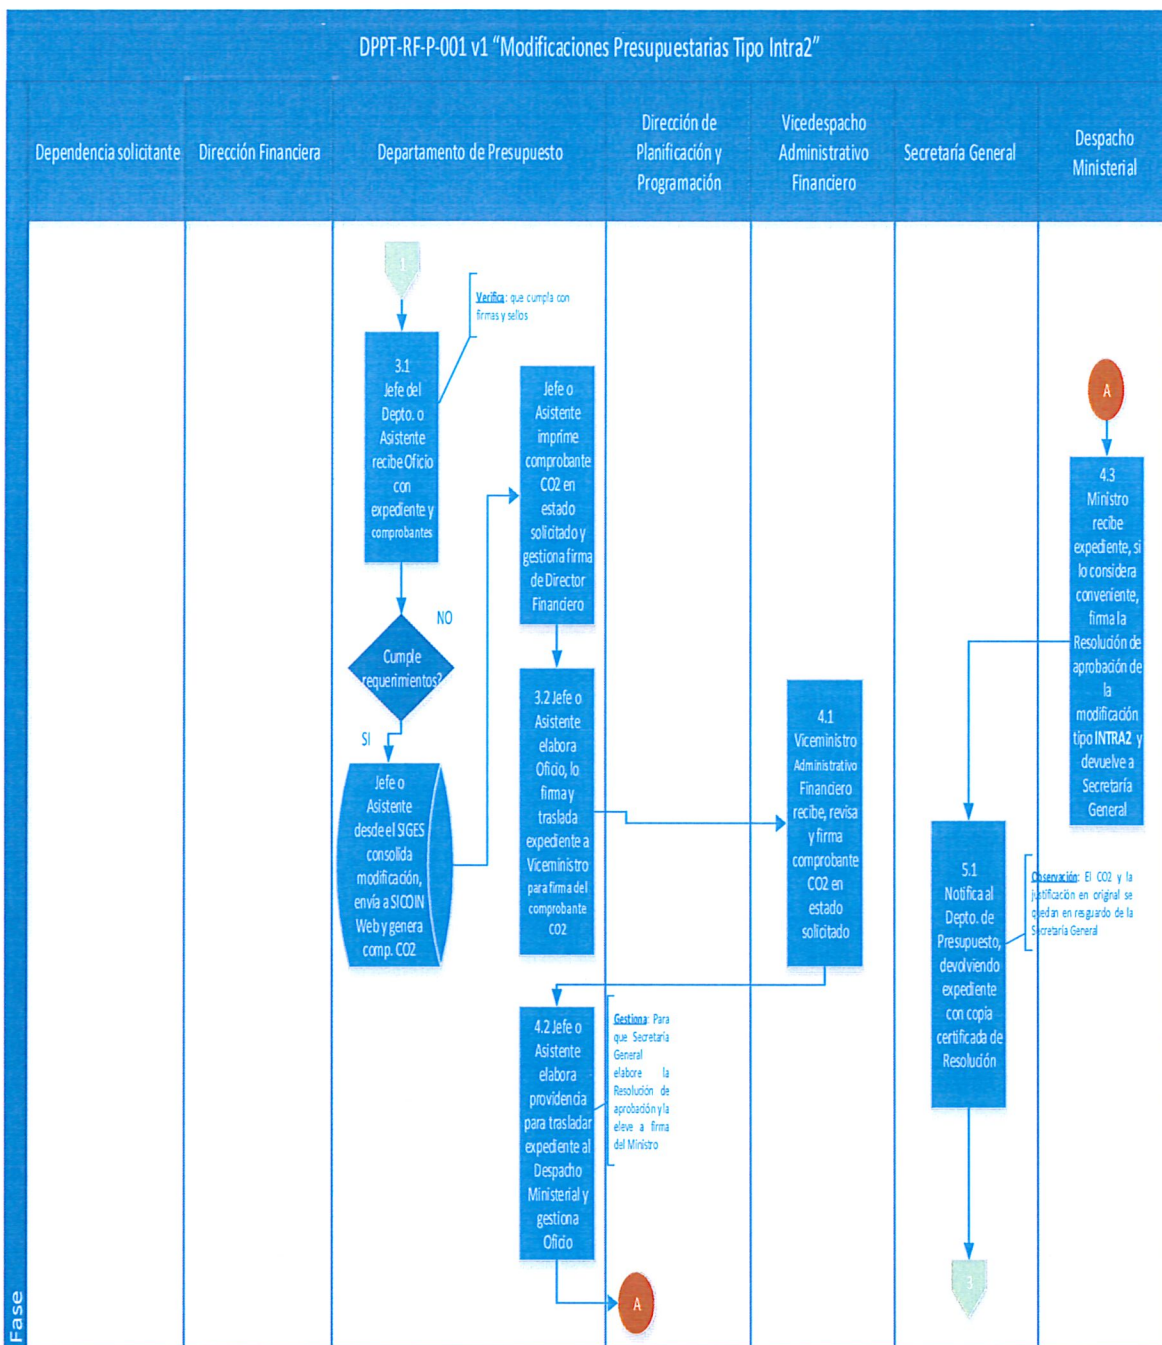 DPPT-RF-P-001 v1 “Modificaciones Presupuestarias Tipo Intra2”
Dependencia solicitante
Dirección Financiera
Departamento de Presupuesto
Dirección de
Planificación y
Programación
Vicedespacho
Administrativo
Financiero
Secretaría General
Despacho
Ministerial
1
Verifica: que cumpla con
firmas y sellos
3.1
Jefe del
Depto. o
Asistente
recibe Oficio
con
expediente y
comprobantes
NO
Cumple
requerimientos?
SI
Jefe o
Asistente
desde el SIGES
consolida
modificación,
envía a SICOIN
Web y genera
comp. CO2
Jefe o
Asistente
imprime
comprobante
CO2 en
estado
solicitado y
gestiona firma
de Director
Financiero
3.2 Jefe o
Asistente
elabora
Oficio, lo
firma y
traslada
expediente a
Viceministro
para firma del
comprobante
CO2
4.1
Viceministro
Administrativo
Financiero
recibe, revisa
y firma
comprobante
CO2 en
estado
solicitado
4.2 Jefe o
Asistente
elabora
providencia
para trasladar
expediente al
Despacho
Ministerial y
gestiona
Oficio
Gestiona: Para
que Secretaría
General
elabore la
Resolución de
aprobación y la
eleve a firma
del Ministro
A
A
4.3
Ministro
recibe
expediente, si
lo considera
conveniente,
firma la
Resolución de
aprobación de
la
modificación
tipo INTRA2 y
devuelve a
Secretaría
General
5.1
Notifica al
Depto. de
Presupuesto,
devolviendo
expediente
con copia
certificada de
Resolución
Observación: El CO2 y la
justificación en original se
quedan en resguardo de la
Secretaría General
3
Fase